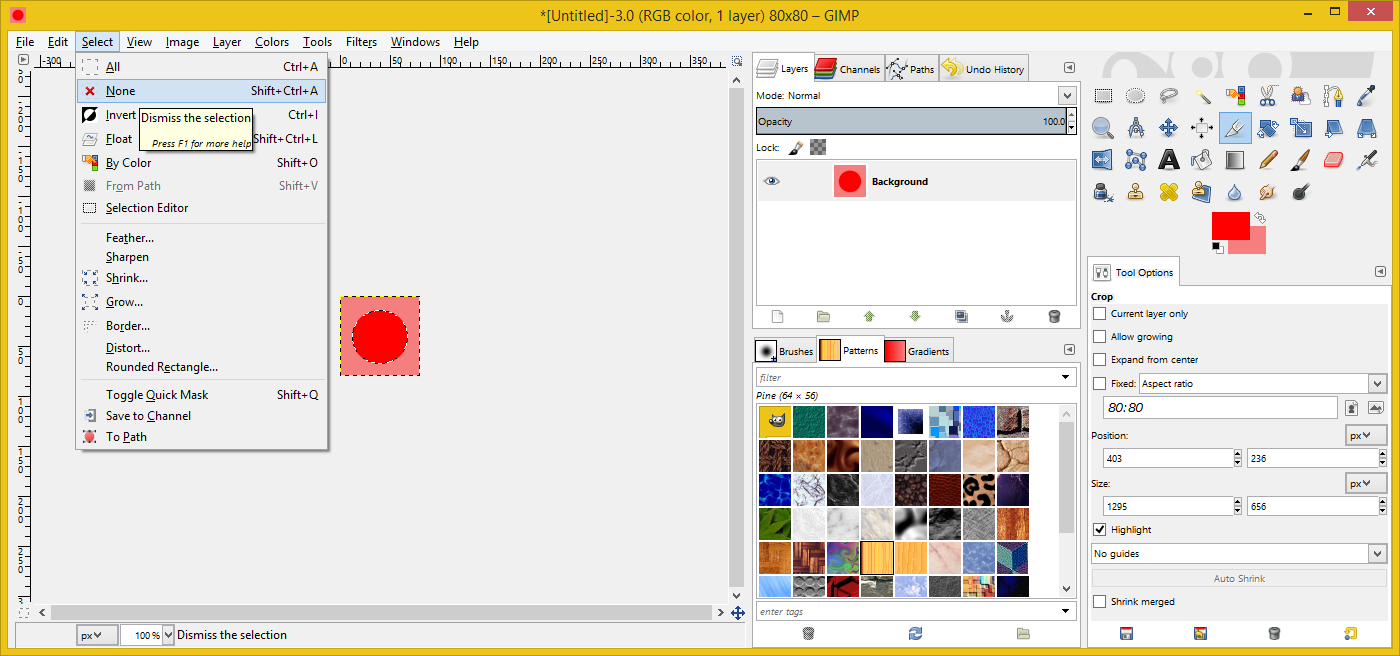 *[Untitled]-3.0 (RGB color, 1 layer) 80x80 – GIMP
File Edit Select View Image Layer Colors Tools Filters Windows Help
All Ctrl+A
None Shift+Ctrl+A
Invert Ctrl+I
Dismiss the selection
Press F1 for more help
Float Shift+Ctrl+L
By Color Shift+O
From Path Shift+V
Selection Editor
Feather...
Sharpen
Shrink...
Grow...
Border...
Distort...
Rounded Rectangle...
Toggle Quick Mask Shift+Q
Save to Channel
To Path
-300 0 50 100 150 200 250 300 350
px 100 % Dismiss the selection
Layers Channels Paths Undo History
Mode: Normal
Opacity 100.0
Lock:
Background
Brushes Patterns Gradients
filter
Pine (64 × 56)
enter tags
Tool Options
Crop
Current layer only
Allow growing
Expand from center
Fixed: Aspect ratio
80:80
Position: px
403 236
Size: px
1295 656
Highlight
No guides
Auto Shrink
Shrink merged